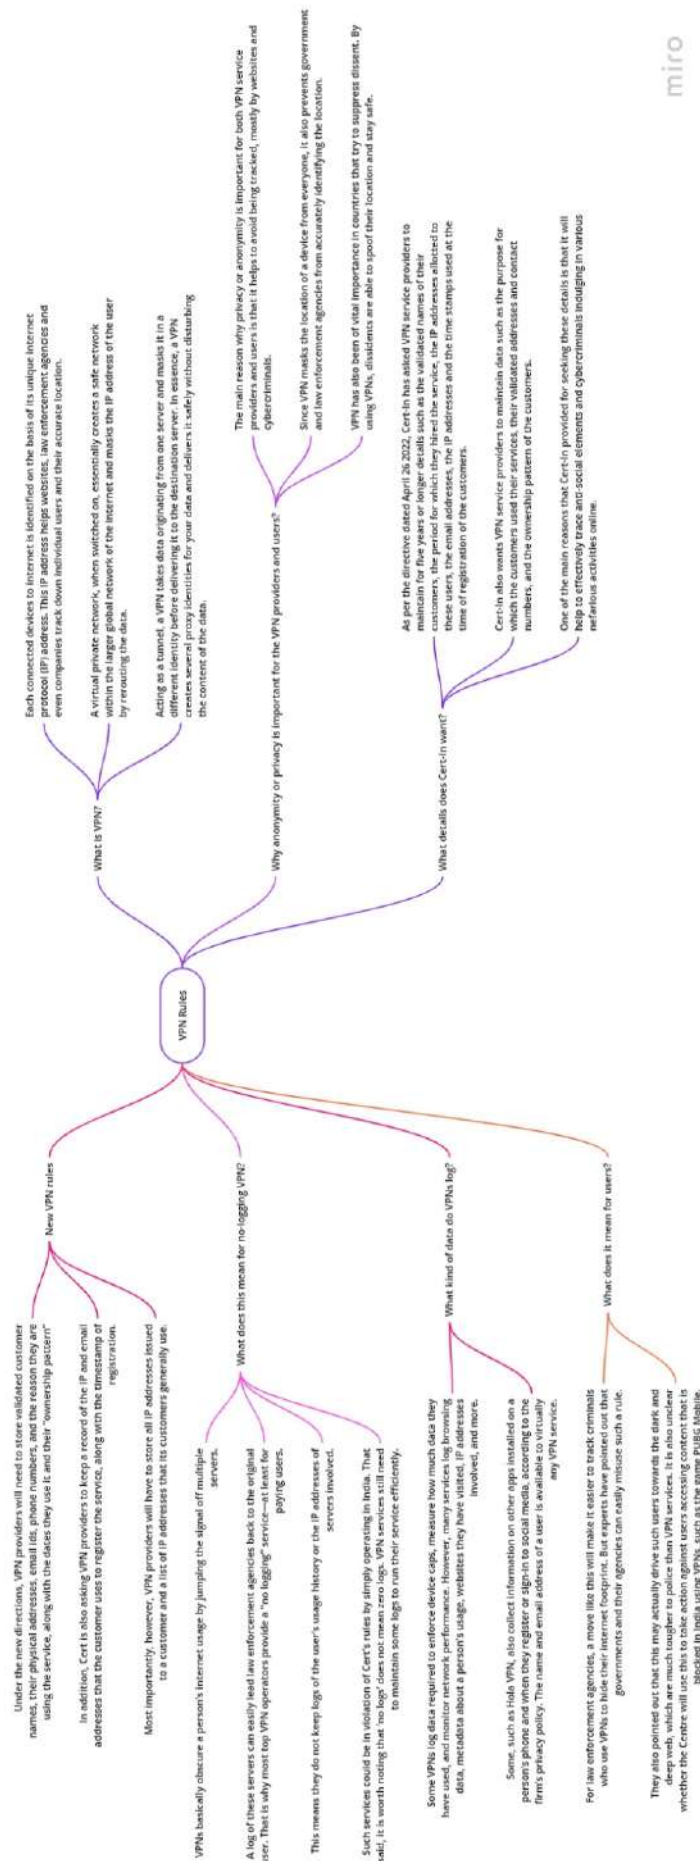 VPN Rules
What is VPN?
Each connected devices to internet is identified on the basis of its unique internet
protocol (IP) address. This IP address helps websites, law enforcement agencies and
even companies track down individual users and their accurate location.
A virtual private network, when switched on, essentially creates a safe network
within the larger global network of the internet and masks the IP address of the user
by rerouting the data.
Acting as a tunnel, a VPN takes data originating from one server and masks it in a
different identity before delivering it to the destination server. In essence, a VPN
creates several proxy identities for your data and delivers it safely without disturbing
the content of the data.
Why anonymity or privacy is important for the VPN providers and users?
The main reason why privacy or anonymity is important for both VPN service
providers and users is that it helps to avoid being tracked, mostly by websites and
cybercriminals.
Since VPN masks the location of a device from everyone, it also prevents government
and law enforcement agencies from accurately identifying the location.
VPN has also been of vital importance in countries that try to suppress dissent. By
using VPNs, dissidents are able to spoof their location and stay safe.
What details does Cert-In want?
As per the directive dated April 26 2022, Cert-In has asked VPN service providers to
maintain for five years or longer details such as the validated names of their
customers, the period for which they hired the service, the IP addresses allotted to
these users, the email addresses, the IP addresses and the time stamps used at the
time of registration of the customers.
Cert-In also wants VPN service providers to maintain data such as the purpose for
which the customers used their services, their validated addresses and contact
numbers, and the ownership pattern of the customers.
One of the main reasons that Cert-In provided for seeking these details is that it will
help to effectively trace anti-social elements and cybercriminals indulging in various
nefarious activities online.
New VPN rules
Under the new directions, VPN providers will need to store validated customer
names, their physical addresses, email ids, phone numbers, and the reason they are
using the service, along with the dates they use it and their "ownership pattern"
In addition, Cert is also asking VPN providers to keep a record of the IP and email
addresses that the customer uses to register the service, along with the timestamp of
registration.
Most importantly, however, VPN providers will have to store all IP addresses issued
to a customer and a list of IP addresses that its customers generally use.
What does this mean for no-logging VPN?
VPNs basically obscure a person's internet usage by jumping the signal off multiple
servers.
A log of these servers can easily lead law enforcement agencies back to the original
user. That is why most top VPN operators provide a "no logging" service—at least for
paying users.
This means they do not keep logs of the user's usage history or the IP addresses of
servers involved.
Such services could be in violation of Cert's rules by simply operating in India. That
said, it is worth noting that 'no logs' does not mean zero logs. VPN services still need
to maintain some logs to run their service efficiently.
What kind of data do VPNs log?
Some VPNs log data required to enforce device caps, measure how much data they
have used, and monitor network performance. However, many services log browsing
data, metadata about a person's usage, websites they have visited, IP addresses
involved, and more.
Some, such as Hola VPN, also collect information on other apps installed on a
person's phone and when they register or sign-in to social media, according to the
firm's privacy policy. The name and email address of a user is available to virtually
any VPN service.
What does it mean for users?
For law enforcement agencies, a move like this will make it easier to track criminals
who use VPNs to hide their internet footprint. But experts have pointed out that
governments and their agencies can easily misuse such a rule.
They also pointed out that this may actually drive such users towards the dark and
deep web, which are much tougher to police than VPN services. It is also unclear
whether the Centre will use this to take action against users accessing content that is
blocked in India using VPNs, such as the game PUBG Mobile.
miro